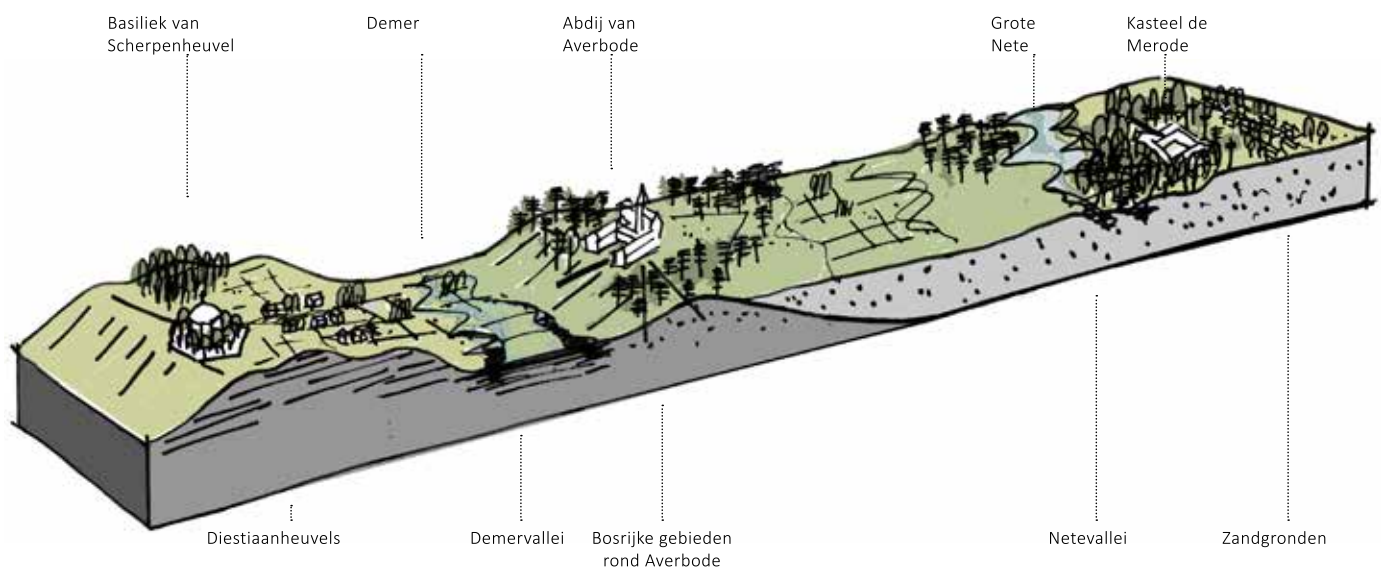 Basiliek van
Scherpenheuvel
Demer
Abdij van
Averbode
Grote
Nete
Kasteel de
Merode
Diestiaanheuvels
Demervallei
Bosrijke gebieden
rond Averbode
Netevallei
Zandgronden